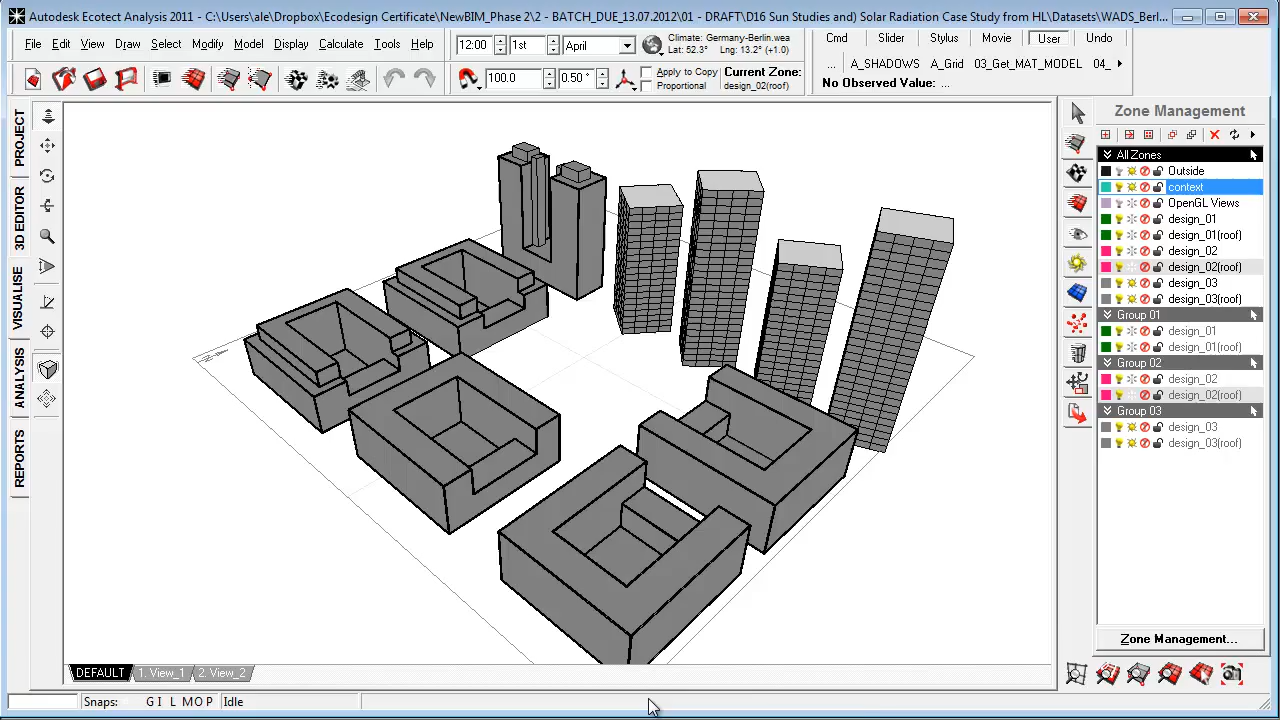 Autodesk Ecotect Analysis 2011 - C:\Users\ale\Dropbox\Ecodesign Certificate\NewBIM_Phase 2\2 - BATCH_DUE_13.07.2012\01 - DRAFT\D16 Sun Studies and) Solar Radiation Case Study from HL\Datasets\WADS_Berl...
File Edit View Draw Select Modify Model Display Calculate Tools Help
12:00 1st April
Climate: Germany-Berlin.wea
Lat: 52.3° Lng: 13.2° (+1.0)
Cmd Slider Stylus Movie User Undo
... A_SHADOWS A_Grid 03_Get_MAT_MODEL 04_
No Observed Value: ...
100.0 0.50°
Apply to Copy
Proportional
Current Zone:
design_02(roof)
PROJECT
3D EDITOR
VISUALISE
ANALYSIS
REPORTS
Zone Management
All Zones
Outside
context
OpenGL Views
design_01
design_01(roof)
design_02
design_02(roof)
design_03
design_03(roof)
Group 01
design_01
design_01(roof)
Group 02
design_02
design_02(roof)
Group 03
design_03
design_03(roof)
Zone Management...
DEFAULT 1. View_1 2. View_2
Snaps: G I L M O P Idle